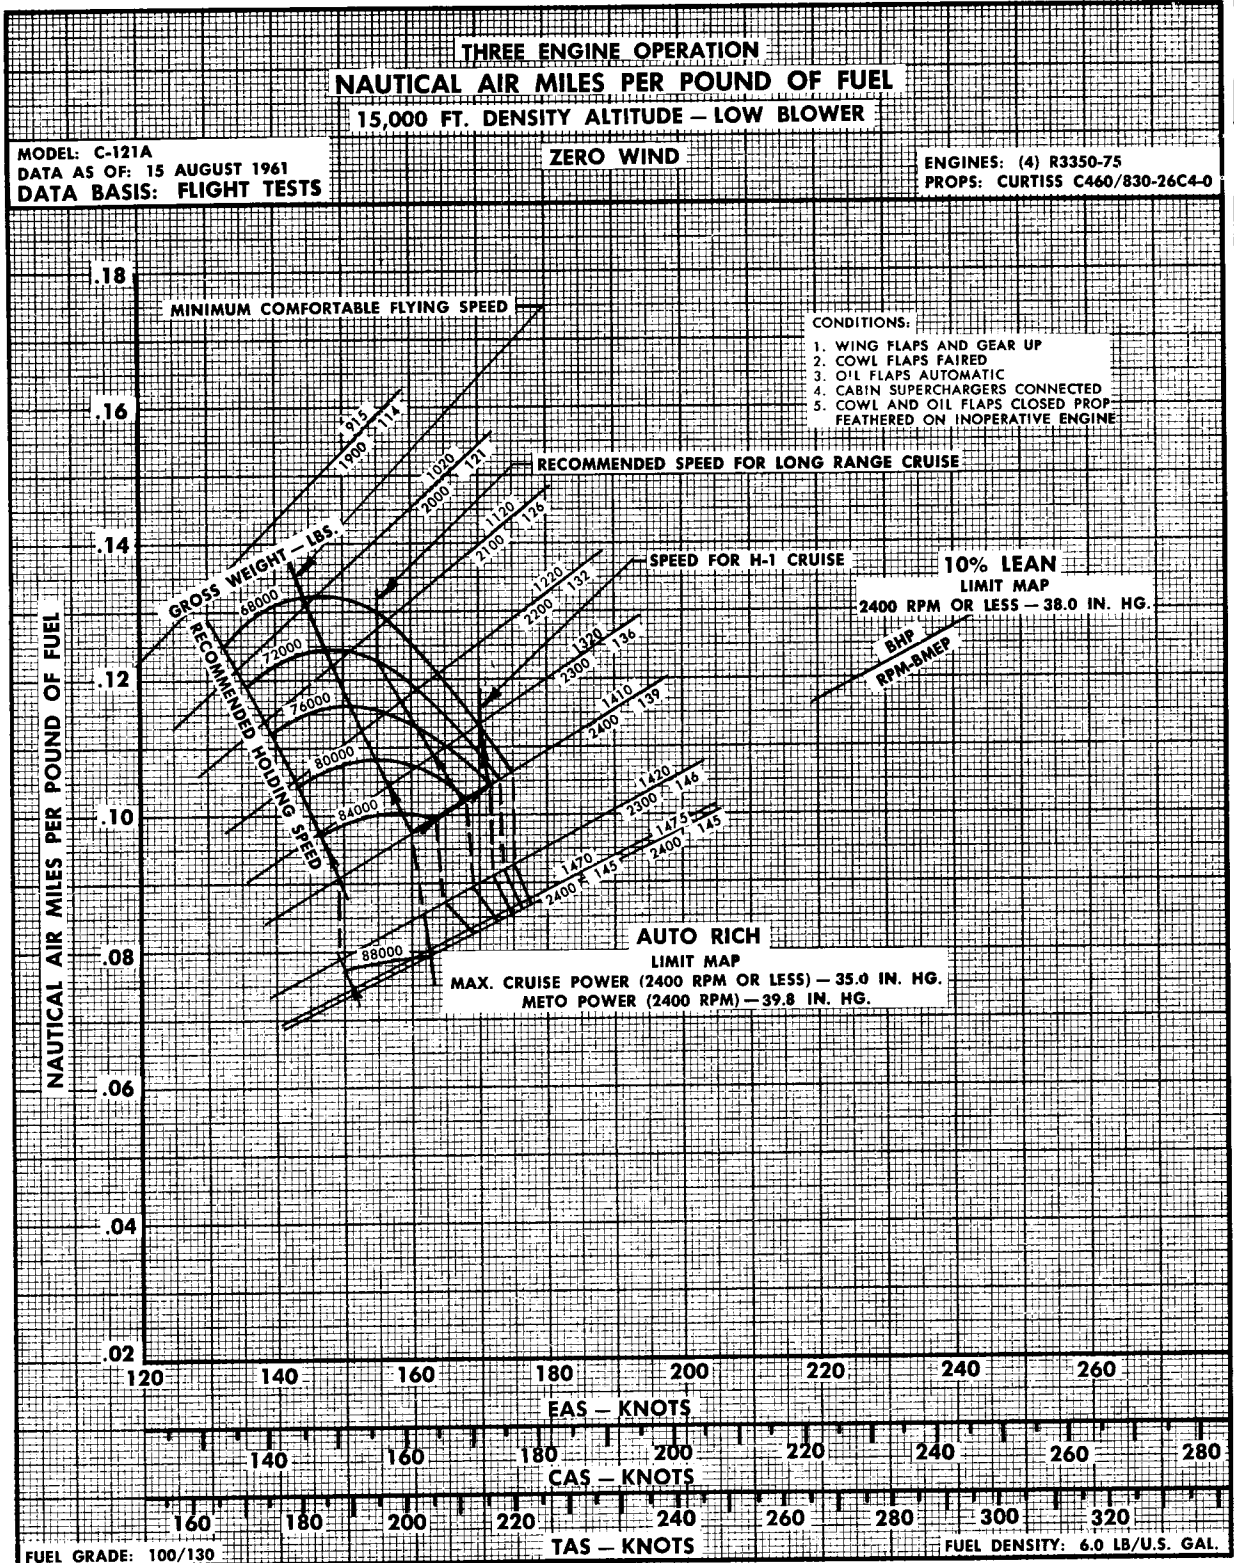 THREE ENGINE OPERATION
NAUTICAL AIR MILES PER POUND OF FUEL
15,000 FT. DENSITY ALTITUDE — LOW BLOWER
ZERO WIND
MODEL: C-121A
DATA AS OF: 15 AUGUST 1961
DATA BASIS: FLIGHT TESTS
ENGINES: (4) R3350-75
PROPS: CURTISS C460/830-26C4-0
.18
.16
.14
.12
.10
.08
.06
.04
.02
NAUTICAL AIR MILES PER POUND OF FUEL
MINIMUM COMFORTABLE FLYING SPEED
CONDITIONS:
1. WING FLAPS AND GEAR UP
2. COWL FLAPS FAIRED
3. OIL FLAPS AUTOMATIC
4. CABIN SUPERCHARGERS CONNECTED
5. COWL AND OIL FLAPS CLOSED PROP
FEATHERED ON INOPERATIVE ENGINE
915
1900 - 114
1020
2000 - 121
RECOMMENDED SPEED FOR LONG RANGE CRUISE
1120
2100 - 126
1220
2200 - 132
SPEED FOR H-1 CRUISE
1320
2300 - 136
1410
2400 - 139
1420
2300 - 146
1475
2400 - 145
1470
2400 - 145
10% LEAN
LIMIT MAP
2400 RPM OR LESS — 38.0 IN. HG.
BHP
RPM-BMEP
GROSS WEIGHT — LBS.
68000
72000
76000
80000
84000
88000
RECOMMENDED HOLDING SPEED
AUTO RICH
LIMIT MAP
MAX. CRUISE POWER (2400 RPM OR LESS) — 35.0 IN. HG.
METO POWER (2400 RPM) — 39.8 IN. HG.
120 140 160 180 200 220 240 260
EAS — KNOTS
140 160 180 200 220 240 260 280
CAS — KNOTS
160 180 200 220 240 260 280 300 320
TAS — KNOTS
FUEL GRADE: 100/130
FUEL DENSITY: 6.0 LB/U.S. GAL.